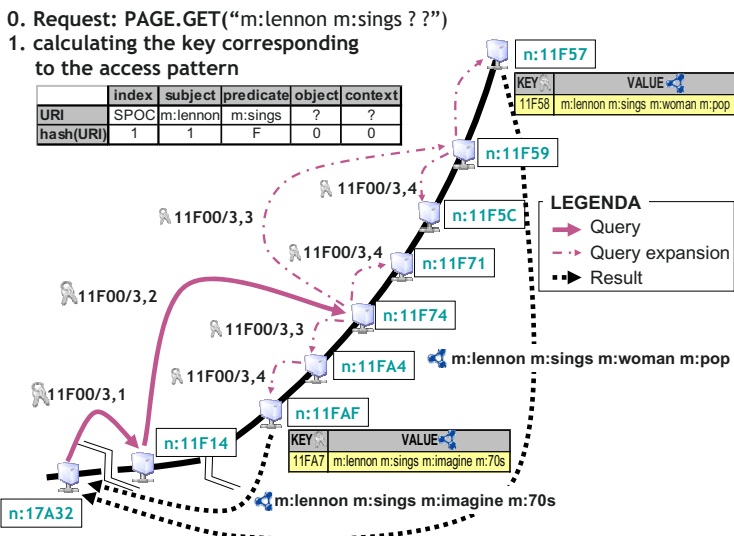 0. Request: PAGE.GET("m:lennon m:sings ? ?")
1. calculating the key corresponding
to the access pattern
index subject predicate object context
URI SPOC m:lennon m:sings ? ?
hash(URI) 1 1 F 0 0
n:11F57
KEY VALUE
11F58 m:lennon m:sings m:woman m:pop
n:11F59
11F00/3,4
n:11F5C
11F00/3,3
LEGENDA
Query
Query expansion
Result
11F00/3,4
n:11F71
11F00/3,2
n:11F74
11F00/3,3
n:11FA4
m:lennon m:sings m:woman m:pop
11F00/3,4
11F00/3,1
n:11FAF
n:11F14
KEY VALUE
11FA7 m:lennon m:sings m:imagine m:70s
m:lennon m:sings m:imagine m:70s
n:17A32